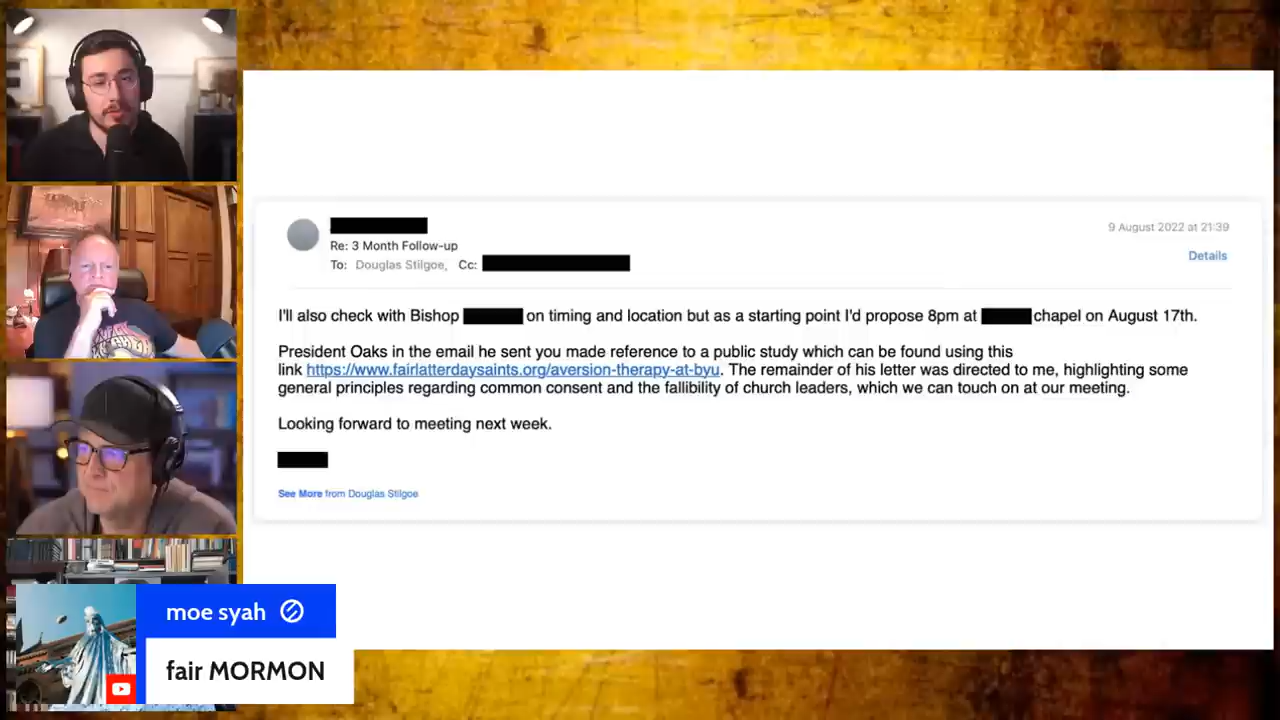 9 August 2022 at 21:39
Re: 3 Month Follow-up
To: Douglas Stilgoe, Cc:
Details
I'll also check with Bishop on timing and location but as a starting point I'd propose 8pm at chapel on August 17th.
President Oaks in the email he sent you made reference to a public study which can be found using this
link https://www.fairlatterdaysaints.org/aversion-therapy-at-byu. The remainder of his letter was directed to me, highlighting some
general principles regarding common consent and the fallibility of church leaders, which we can touch on at our meeting.
Looking forward to meeting next week.
See More from Douglas Stilgoe
moe syah
fair MORMON